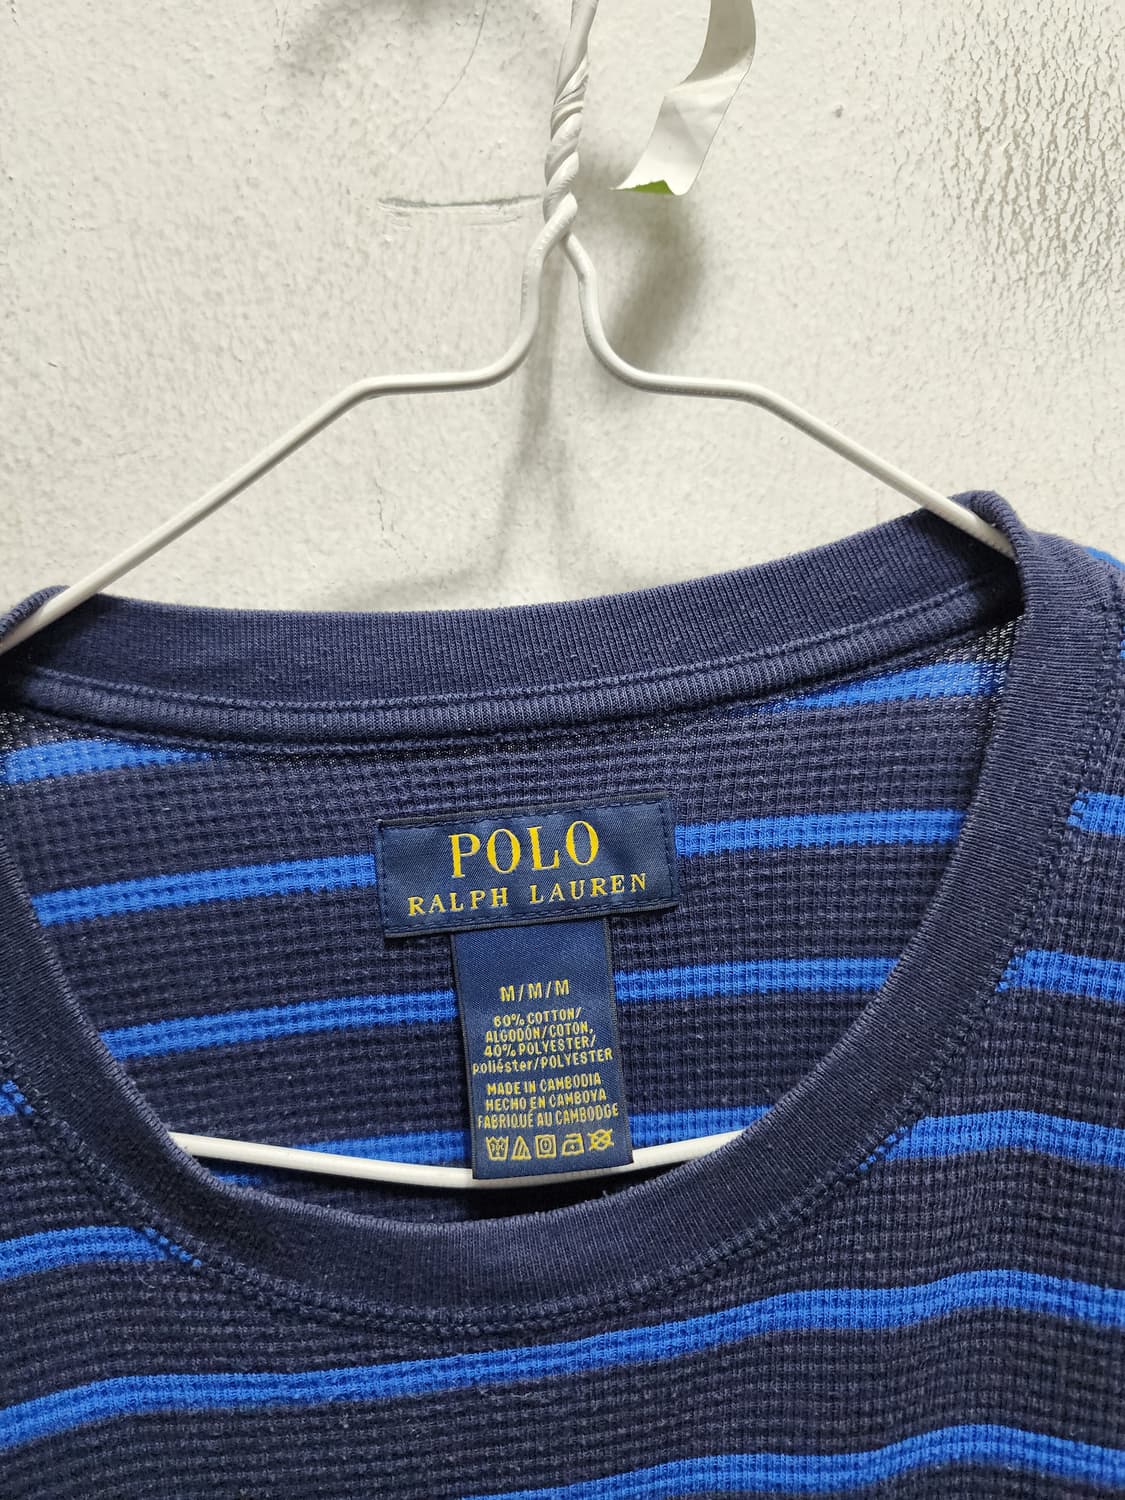 POLO
RALPH LAUREN
M/M/M
60% COTTON/
ALGODÓN/COTON,
40% POLYESTER/
poliéster/POLYESTER
MADE IN CAMBODIA
HECHO EN CAMBOYA
FABRIQUÉ AU CAMBODGE